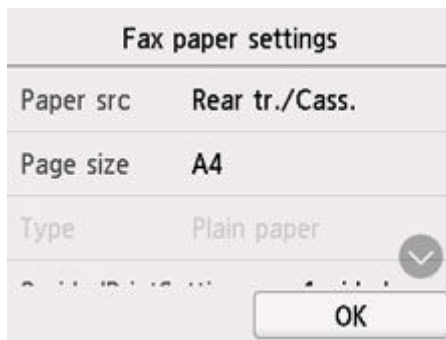 Fax paper settings
Paper src Rear tr./Cass.
Page size A4
Type Plain paper
OK